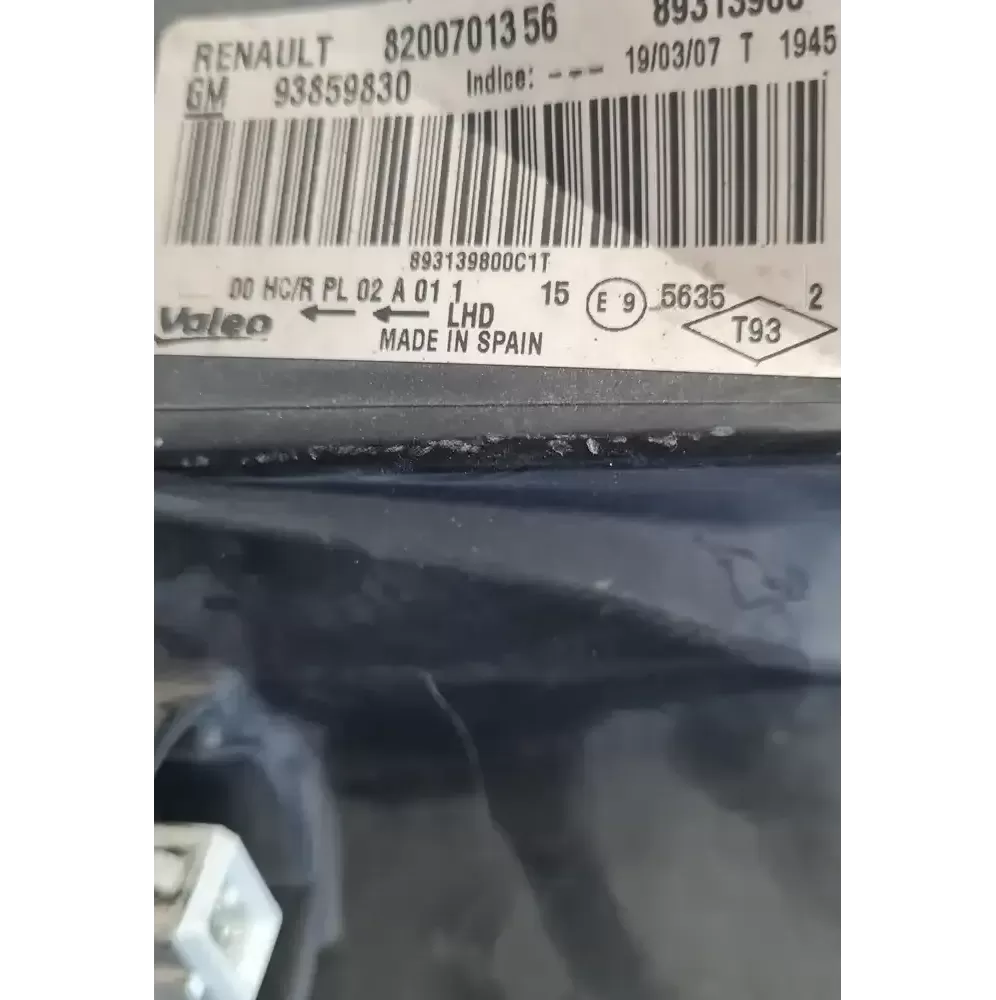 RENAULT 8200701356
GM 93859830 Indice: --- 19/03/07 T 1945
893139800C1T
00 HC/R PL 02 A 01 1 15 E 9 5635 2
Valeo LHD T93
MADE IN SPAIN